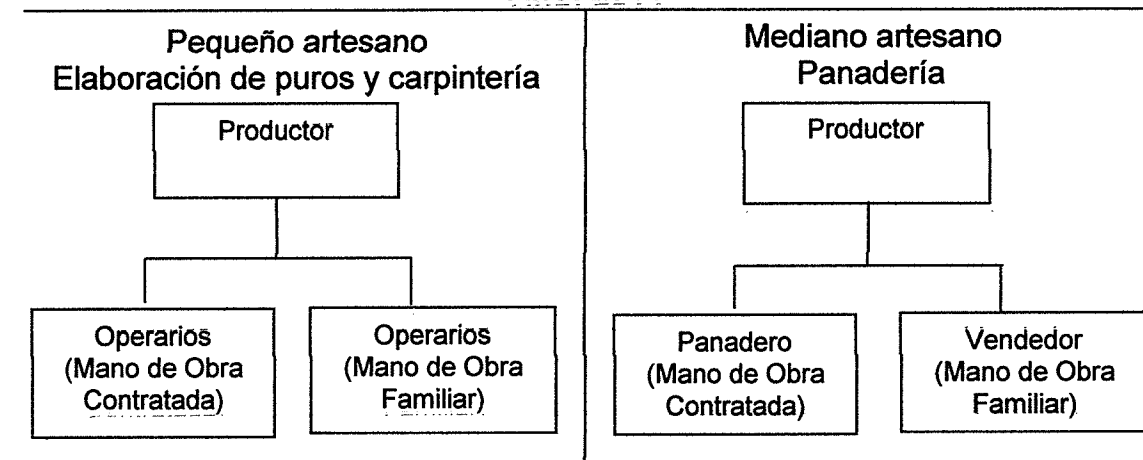 Pequeño artesano
Elaboración de puros y carpintería
Productor
Operarios
(Mano de Obra
Contratada)
Operarios
(Mano de Obra
Familiar)
Mediano artesano
Panadería
Productor
Panadero
(Mano de Obra
Contratada)
Vendedor
(Mano de Obra
Familiar)